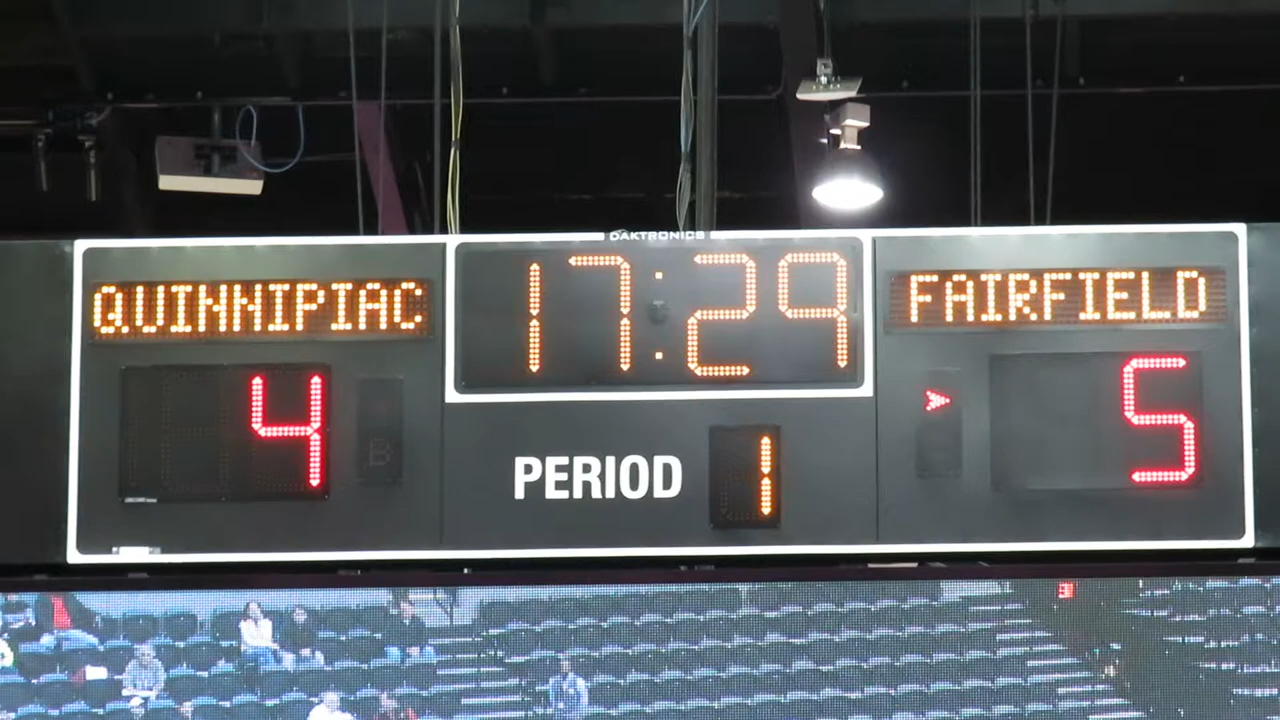 DAKTRONICS
QUINNIPIAC
17:29
FAIRFIELD
4
B
5
PERIOD 1